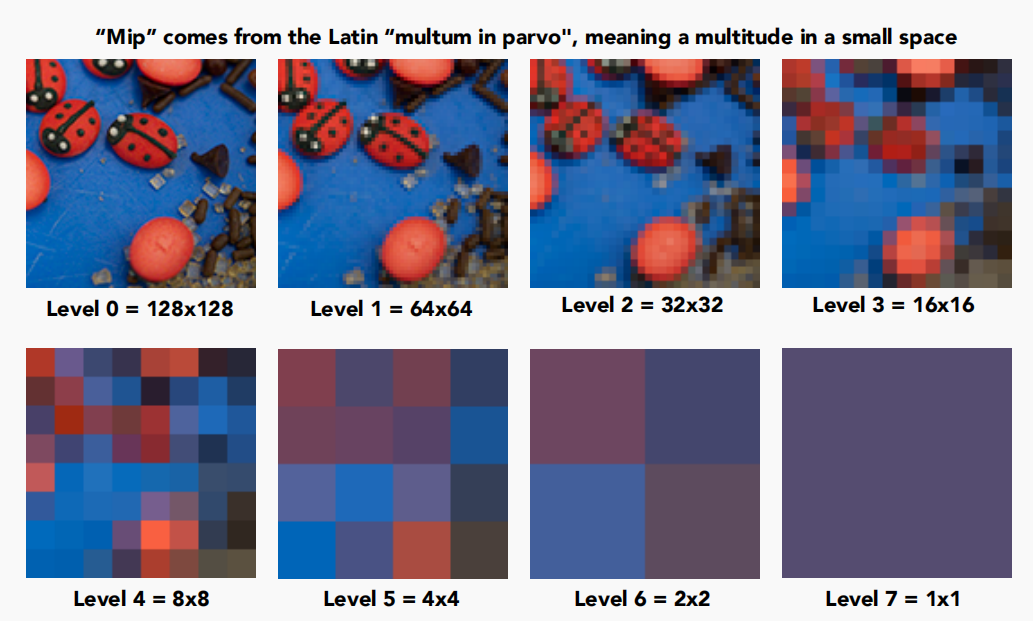 “Mip” comes from the Latin “multum in parvo", meaning a multitude in a small space
Level 0 = 128x128
Level 1 = 64x64
Level 2 = 32x32
Level 3 = 16x16
Level 4 = 8x8
Level 5 = 4x4
Level 6 = 2x2
Level 7 = 1x1